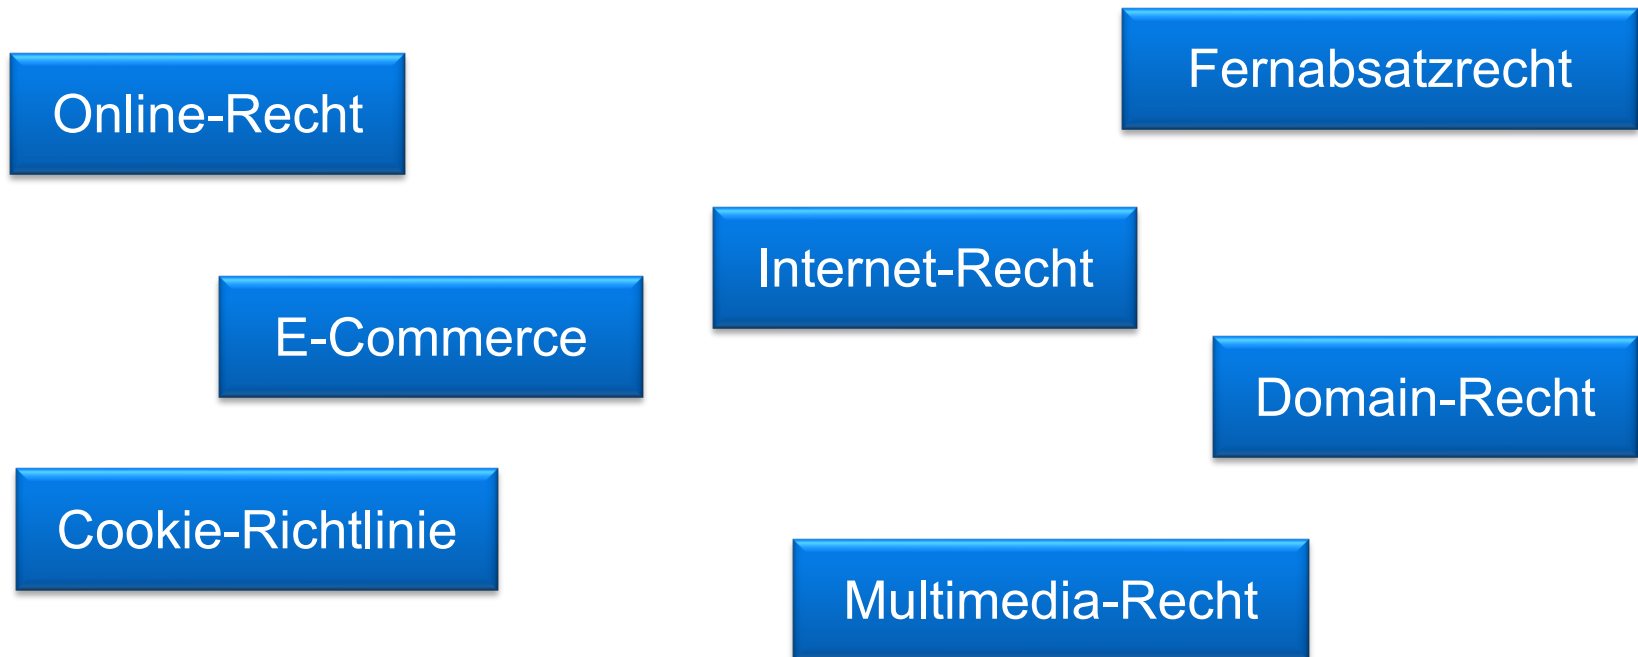 Fernabsatzrecht
Online-Recht
Internet-Recht
E-Commerce
Domain-Recht
Cookie-Richtlinie
Multimedia-Recht